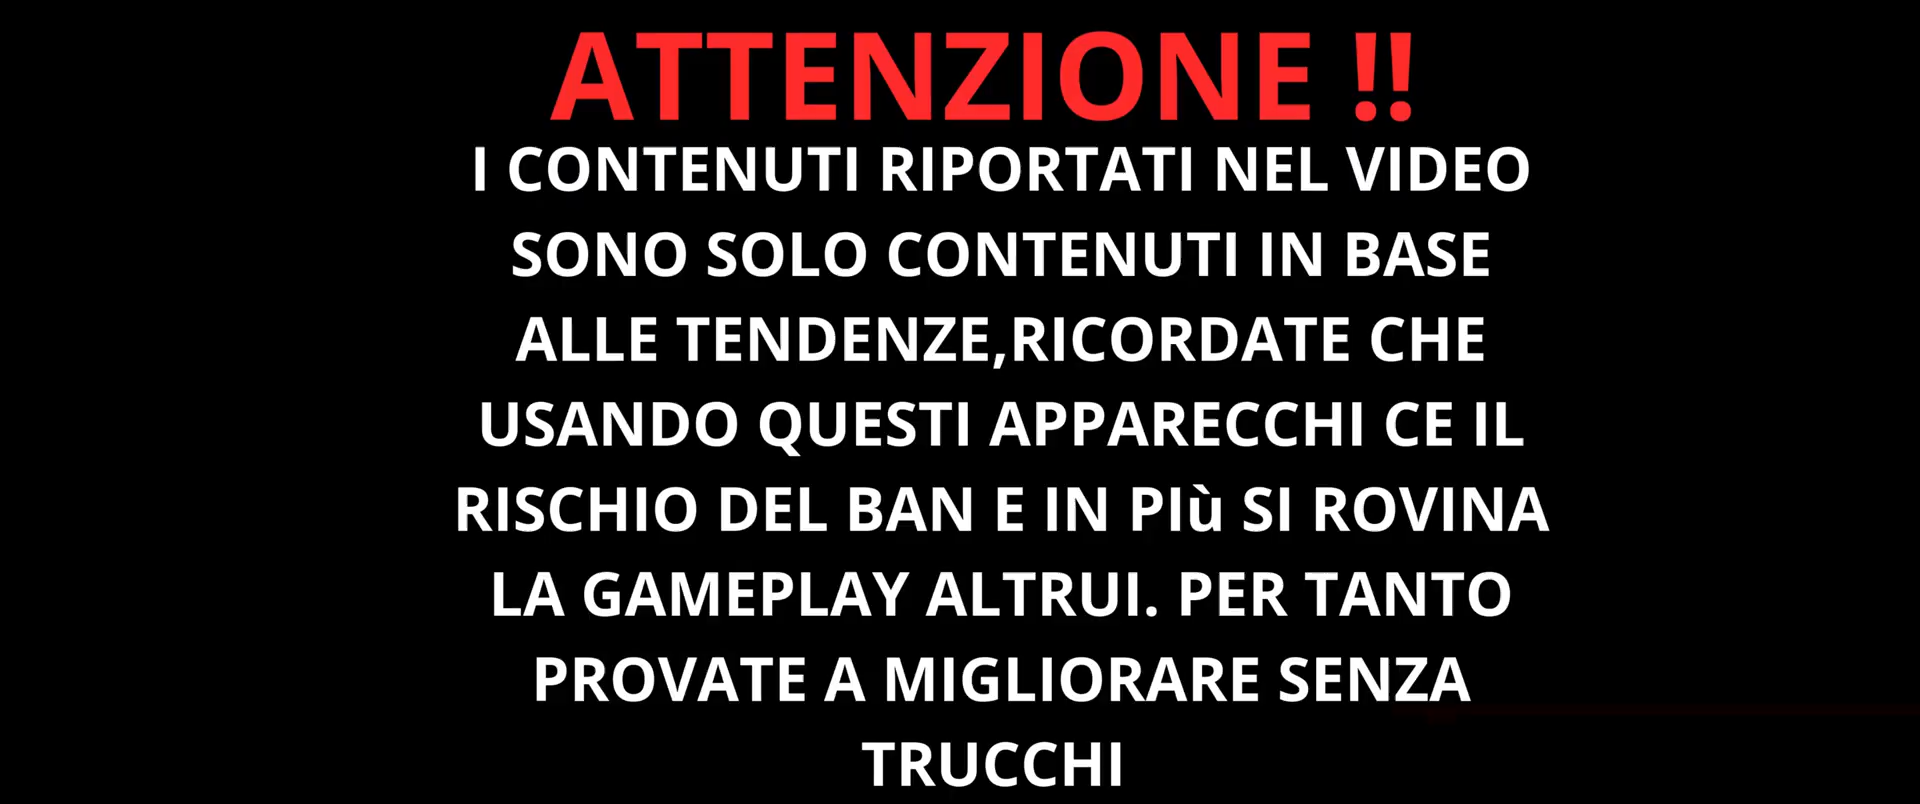 ATTENZIONE !!
I CONTENUTI RIPORTATI NEL VIDEO
SONO SOLO CONTENUTI IN BASE
ALLE TENDENZE,RICORDATE CHE
USANDO QUESTI APPARECCHI CE IL
RISCHIO DEL BAN E IN PIù SI ROVINA
LA GAMEPLAY ALTRUI. PER TANTO
PROVATE A MIGLIORARE SENZA
TRUCCHI